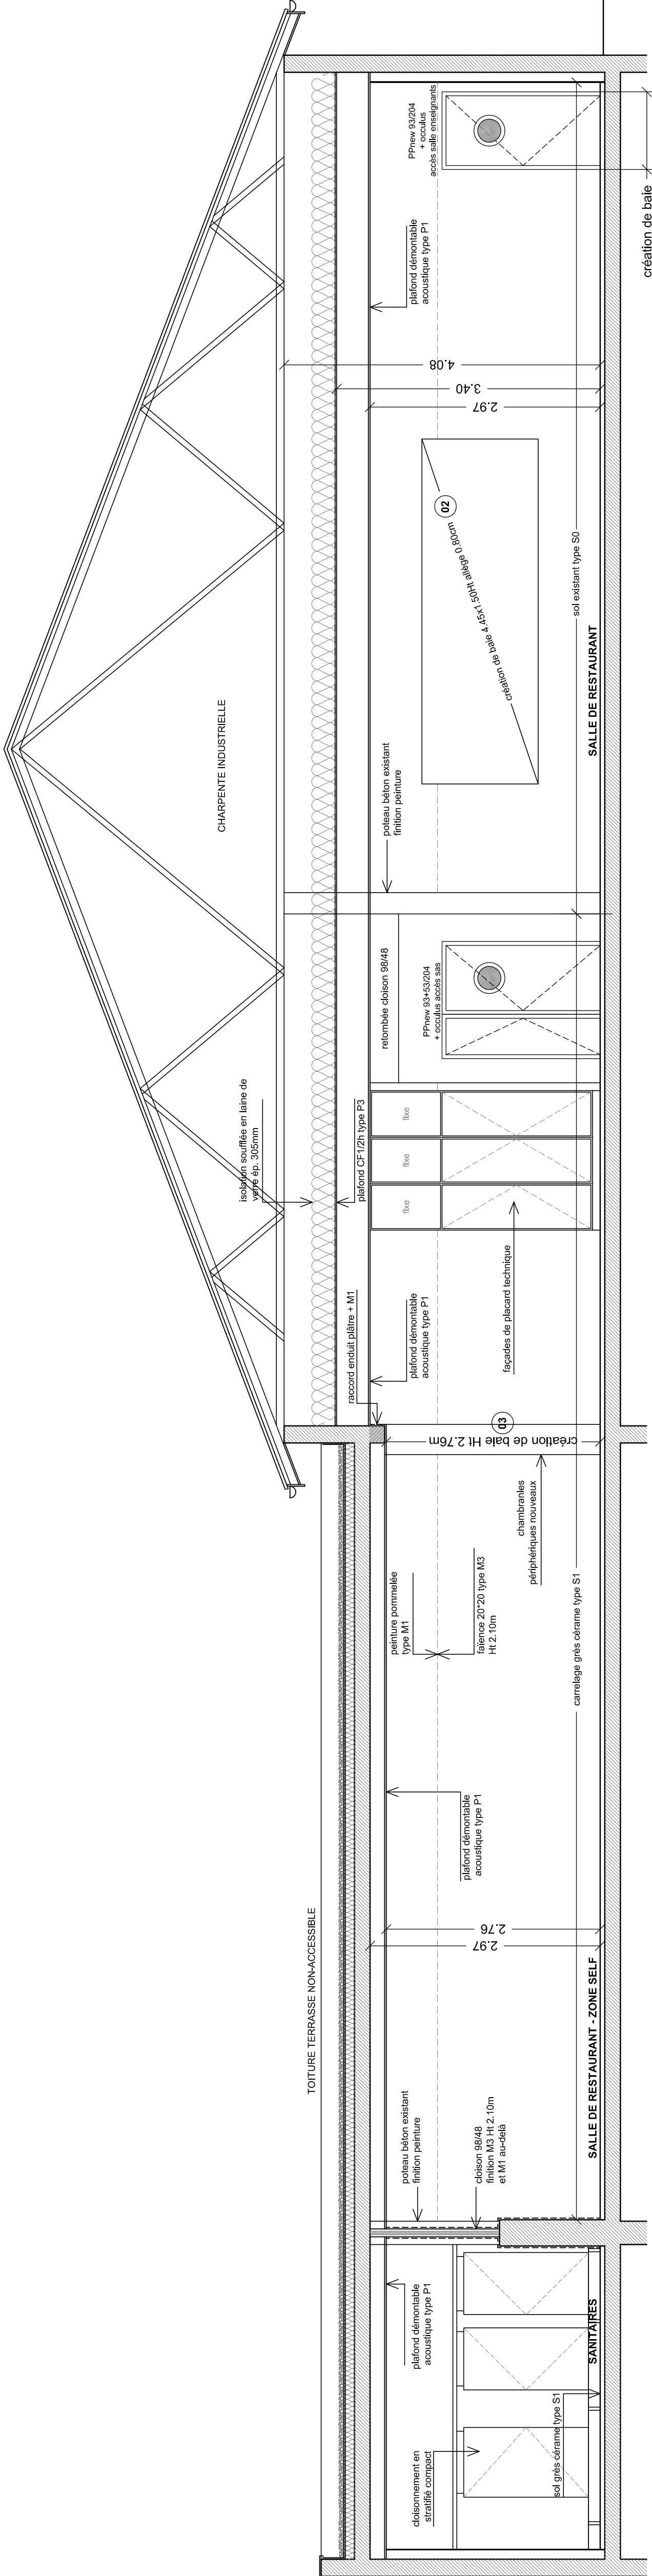 CHARPENTE INDUSTRIELLE
TOITURE TERRASSE NON-ACCESSIBLE
isolation soufflée en laine de
verre ép. 305mm
plafond CF1/2h type P3
raccord enduit plâtre + M1
plafond démontable
acoustique type P1
cloisonnement en
stratifié compact
sol grès cérame type S1
SANITAIRES
poteau béton existant
finition peinture
cloison 98/48
finition M3 Ht 2.10m
et M1 au-delà
2.97
2.76
SALLE DE RESTAURANT - ZONE SELF
plafond démontable
acoustique type P1
peinture pommelée
type M1
faïence 20*20 type M3
Ht 2.10m
carrelage grès cérame type S1
chambranles
périphériques nouveaux
03
création de baie Ht 2.76m
plafond démontable
acoustique type P1
façades de placard technique
fixe
fixe
fixe
retombée cloison 98/48
PPnew 93+53/204
+ occulus accès sas
poteau béton existant
finition peinture
02
création de baie 4.45x1.50Ht allège 0.80cm
SALLE DE RESTAURANT
sol existant type S0
4.08
3.40
2.97
plafond démontable
acoustique type P1
PPnew 93/204
+ occulus
accès salle enseignants
création de baie